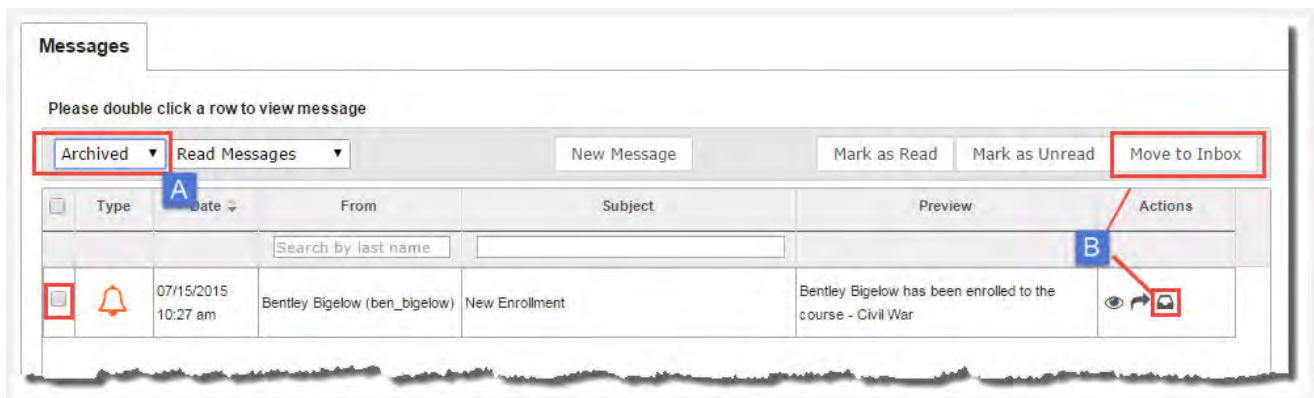 Messages
Please double click a row to view message
Archived Read Messages New Message Mark as Read Mark as Unread Move to Inbox
A
Type Date From Subject Preview Actions
Search by last name
B
07/15/2015
10:27 am
Bentley Bigelow (ben_bigelow) New Enrollment
Bentley Bigelow has been enrolled to the
course - Civil War